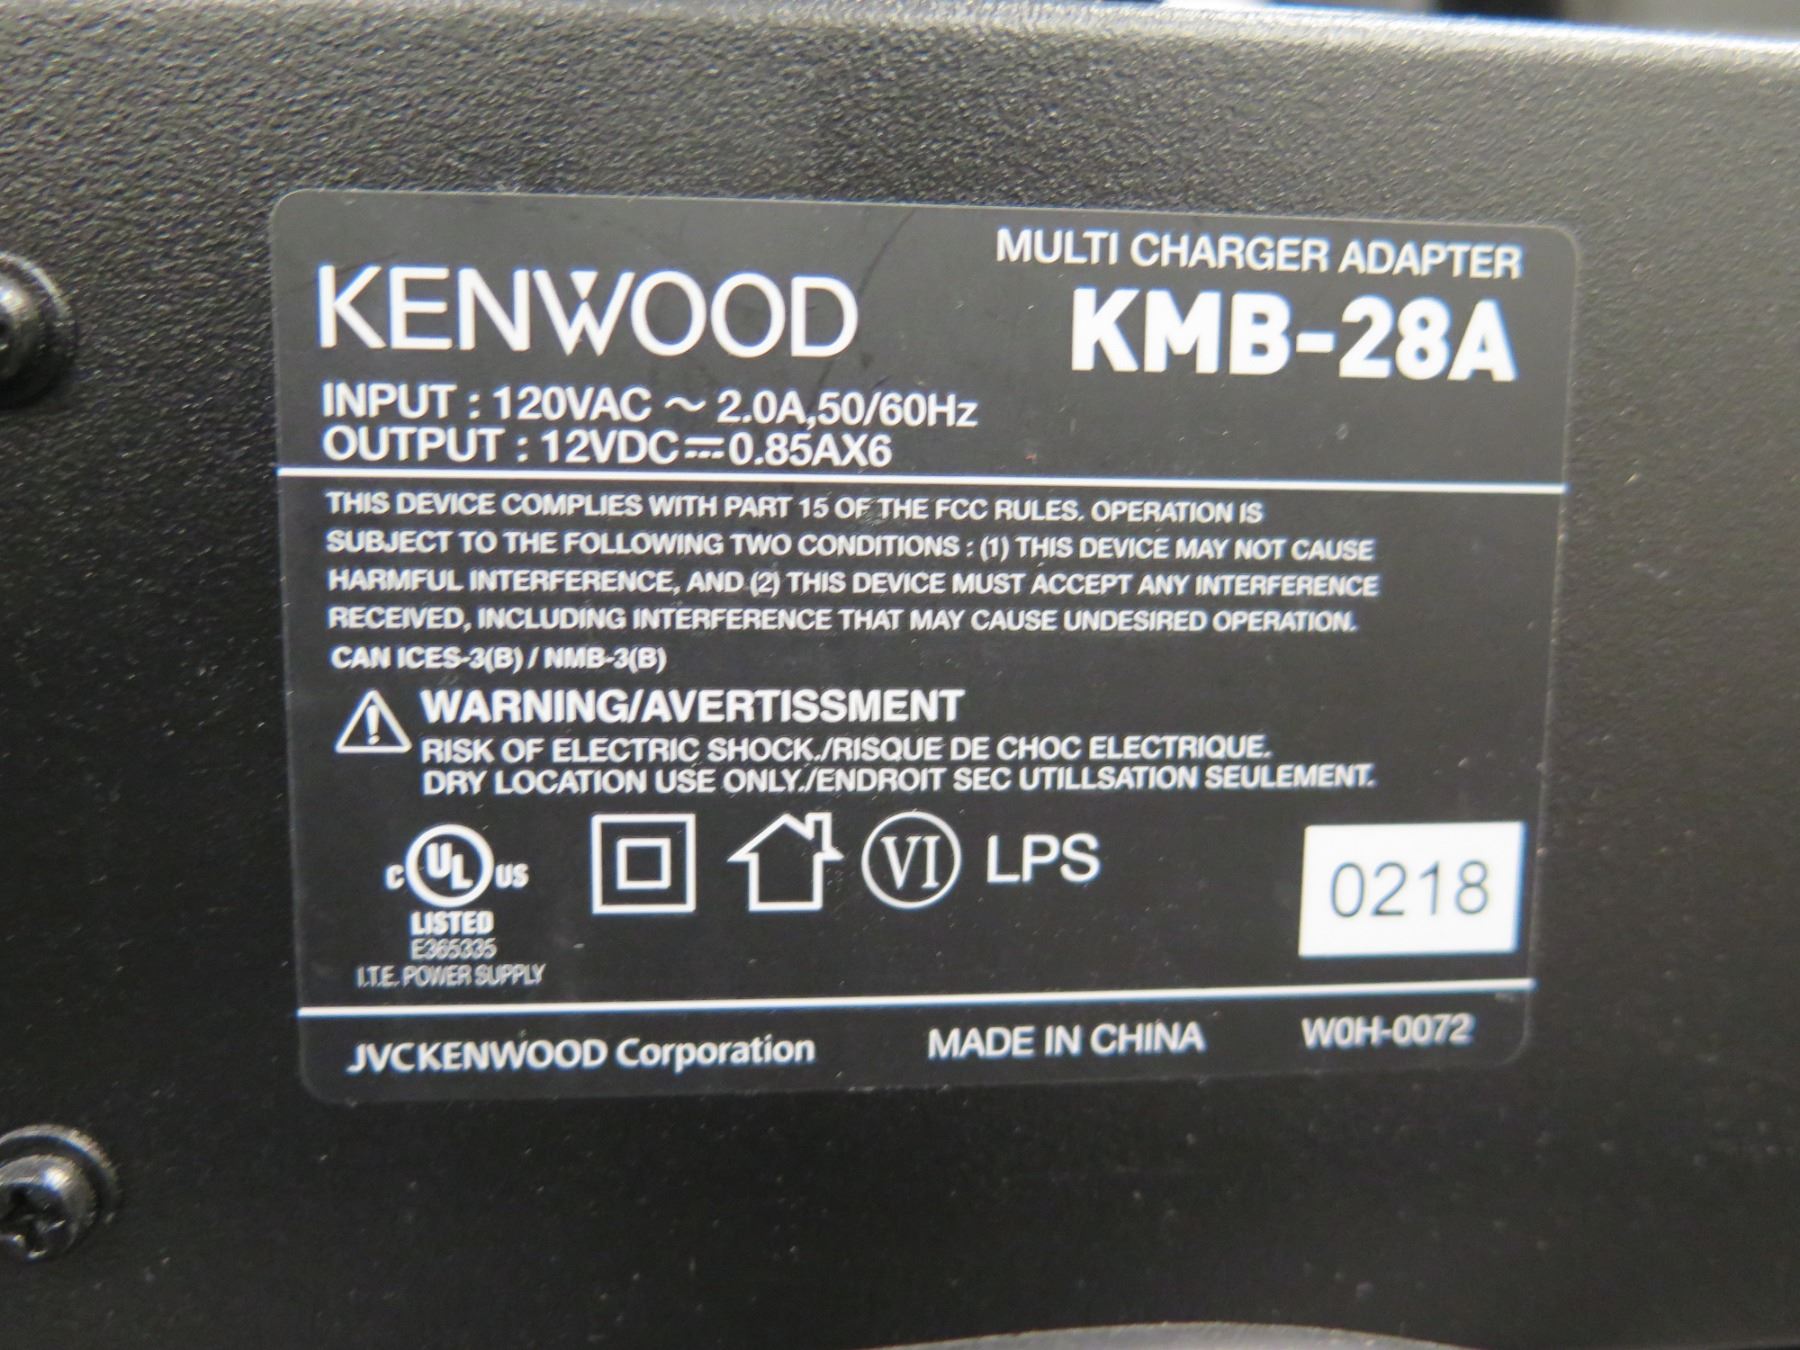 MULTI CHARGER ADAPTER
KENWOOD KMB-28A
INPUT : 120VAC ~ 2.0A,50/60Hz
OUTPUT : 12VDC⎓0.85AX6
THIS DEVICE COMPLIES WITH PART 15 OF THE FCC RULES. OPERATION IS
SUBJECT TO THE FOLLOWING TWO CONDITIONS : (1) THIS DEVICE MAY NOT CAUSE
HARMFUL INTERFERENCE, AND (2) THIS DEVICE MUST ACCEPT ANY INTERFERENCE
RECEIVED, INCLUDING INTERFERENCE THAT MAY CAUSE UNDESIRED OPERATION.
CAN ICES-3(B) / NMB-3(B)
WARNING/AVERTISSMENT
RISK OF ELECTRIC SHOCK./RISQUE DE CHOC ELECTRIQUE.
DRY LOCATION USE ONLY./ENDROIT SEC UTILLSATION SEULEMENT.
C UL US VI LPS 0218
LISTED
E365335
I.T.E. POWER SUPPLY
JVCKENWOOD Corporation MADE IN CHINA W0H-0072